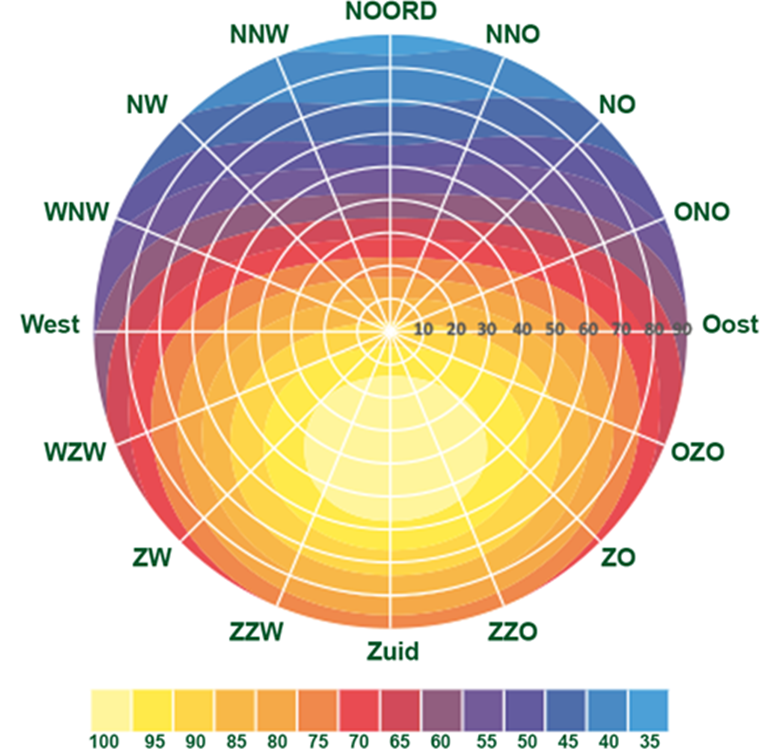 NOORD
NNW NNO
NW NO
WNW ONO
West 10 20 30 40 50 60 70 80 90 Oost
WZW OZO
ZW ZO
ZZW ZZO
Zuid
100 95 90 85 80 75 70 65 60 55 50 45 40 35